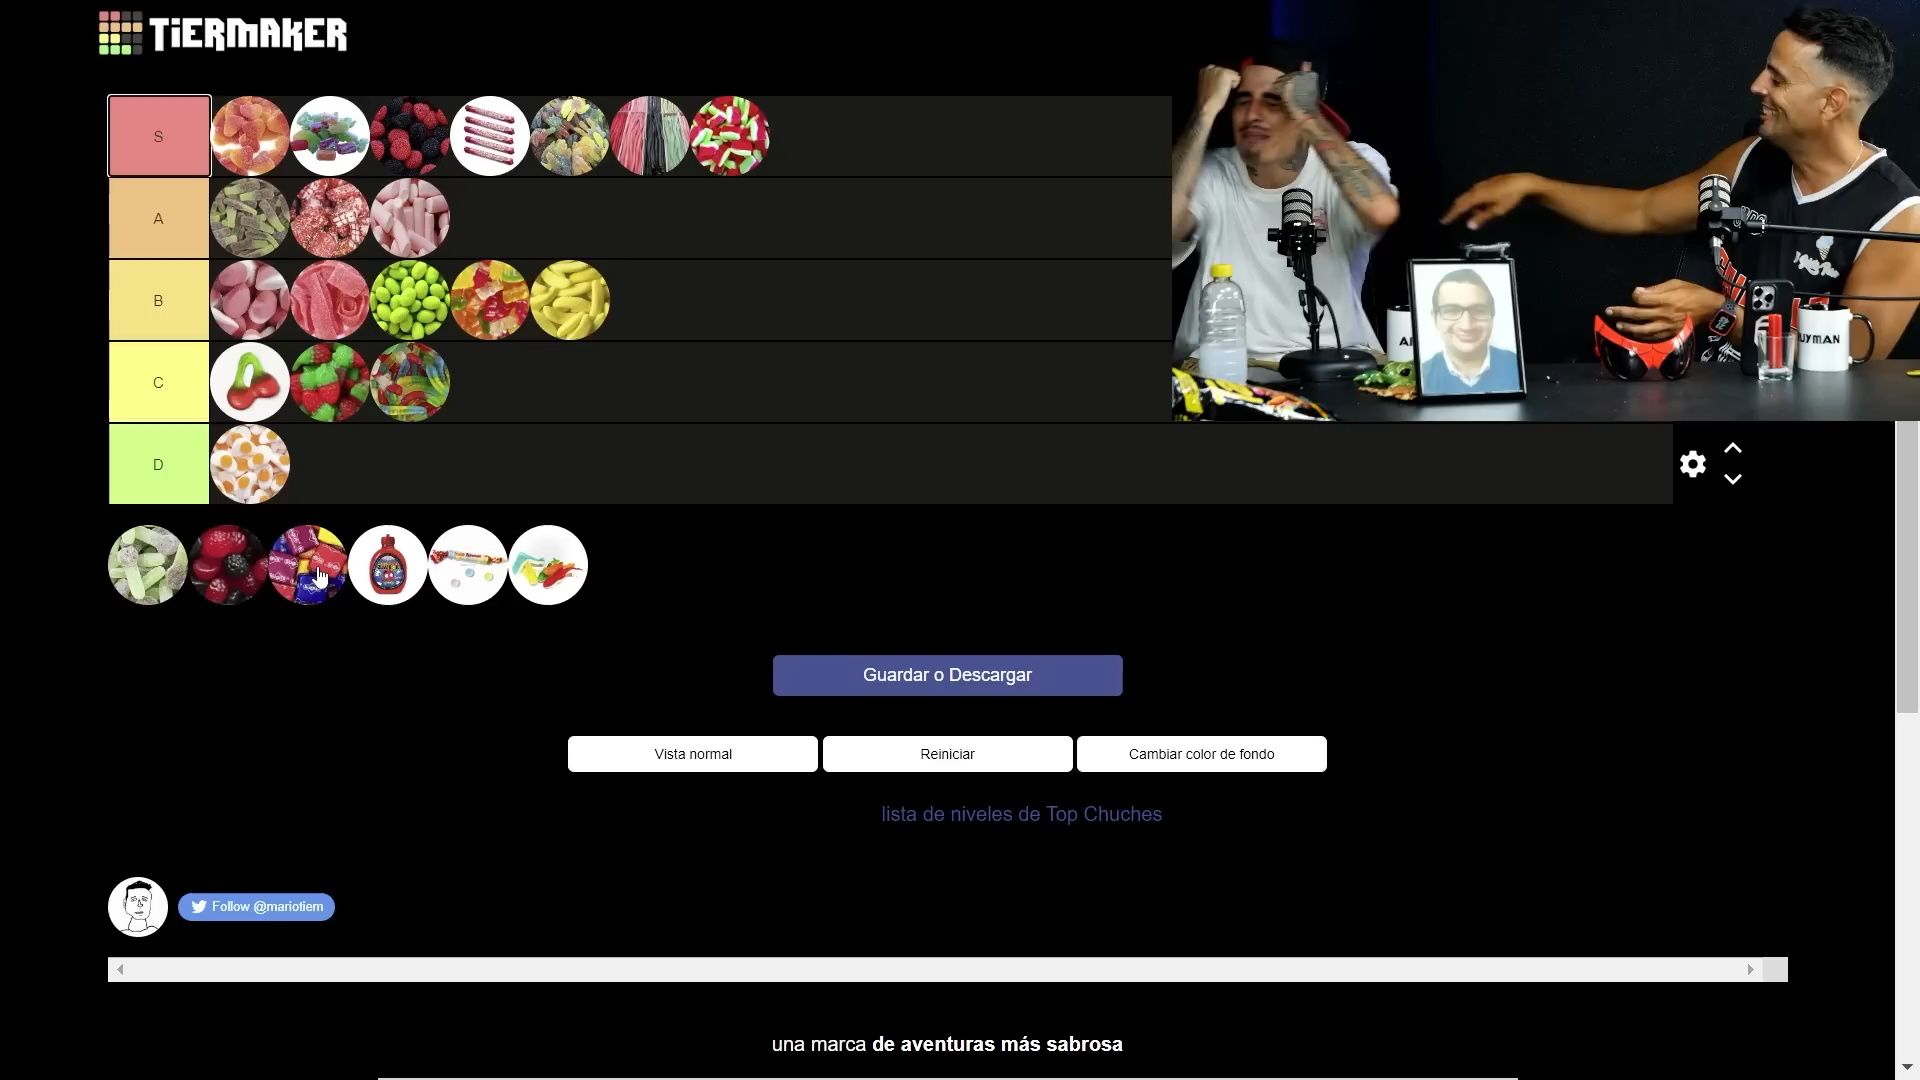 TiERMAKER
S
A
B
C
D
Guardar o Descargar
Vista normal
Reiniciar
Cambiar color de fondo
lista de niveles de Top Chuches
Follow @mariotiem
una marca de aventuras más sabrosa